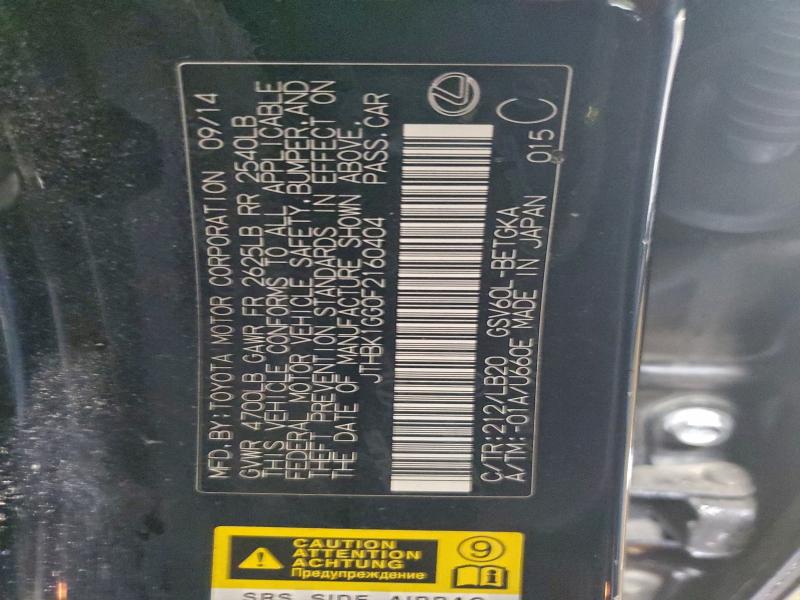 MFD.BY:TOYOTA MOTOR CORPORATION 09/14
GVWR 4700LB GAWR FR 2625LB RR 2540LB
THIS VEHICLE CONFORMS TO ALL APPLICABLE
FEDERAL MOTOR VEHICLE SAFETY, BUMPER, AND
THEFT PREVENTION STANDARDS IN EFFECT ON
THE DATE OF MANUFACTURE SHOWN ABOVE.
JTHBK1GG0F2160404 PASS.CAR
C/TR:212/LB20 GSV60L-BETGKA
A/TM:-01A/U660E MADE IN JAPAN 015 C
CAUTION
ATTENTION
ACHTUNG
Предупреждение
9
SRS SIDE AIRBAG